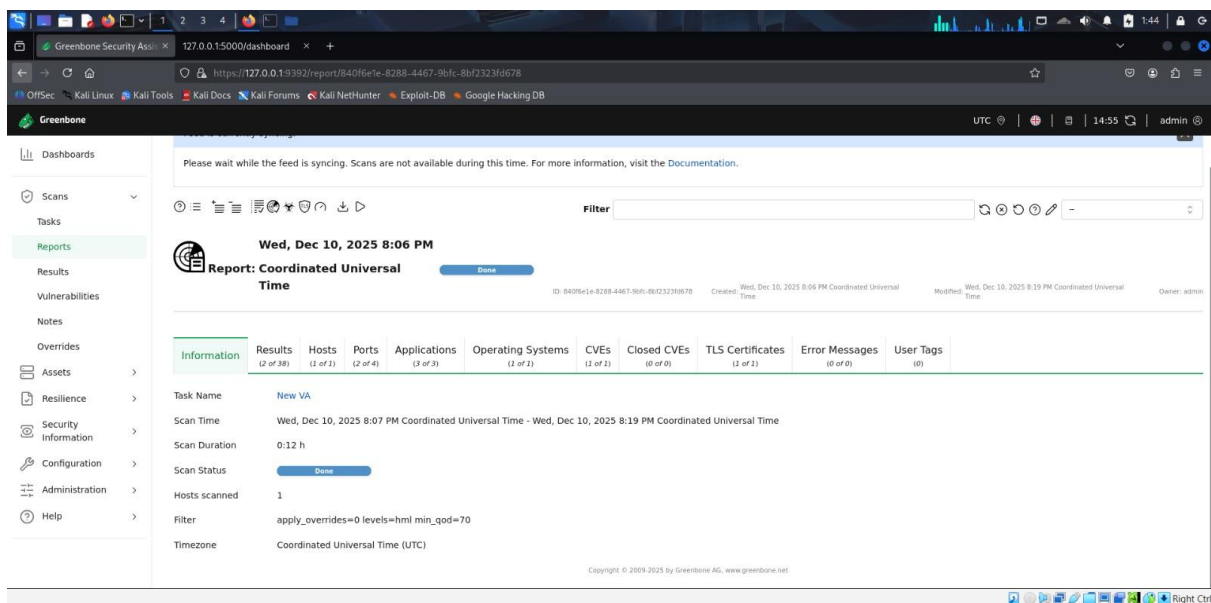 1 2 3 4
1:44
Greenbone Security Assis
127.0.0.1:5000/dashboard
https://127.0.0.1:9392/report/840f6e1e-8288-4467-9bfc-8bf2323fd678
OffSec Kali Linux Kali Tools Kali Docs Kali Forums Kali NetHunter Exploit-DB Google Hacking DB
Greenbone
UTC 14:55 admin
Dashboards
Scans
Tasks
Reports
Results
Vulnerabilities
Notes
Overrides
Assets
Resilience
Security
Information
Configuration
Administration
Help
Please wait while the feed is syncing. Scans are not available during this time. For more information, visit the Documentation.
Filter
--
Report: Wed, Dec 10, 2025 8:06 PM
Coordinated Universal
Time
Done
ID: 840f6e1e-8288-4467-9bfc-8bf2323fd678
Created: Wed, Dec 10, 2025 8:06 PM Coordinated Universal
Time
Modified: Wed, Dec 10, 2025 8:19 PM Coordinated Universal
Time
Owner: admin
Information
Results (2 of 38)
Hosts (1 of 1)
Ports (2 of 4)
Applications (3 of 3)
Operating Systems (1 of 1)
CVEs (1 of 1)
Closed CVEs (0 of 0)
TLS Certificates (1 of 1)
Error Messages (0 of 0)
User Tags (0)
Task Name New VA
Scan Time Wed, Dec 10, 2025 8:07 PM Coordinated Universal Time - Wed, Dec 10, 2025 8:19 PM Coordinated Universal Time
Scan Duration 0:12 h
Scan Status Done
Hosts scanned 1
Filter apply_overrides=0 levels=hml min_qod=70
Timezone Coordinated Universal Time (UTC)
Copyright © 2009-2025 by Greenbone AG, www.greenbone.net
Right Ctrl